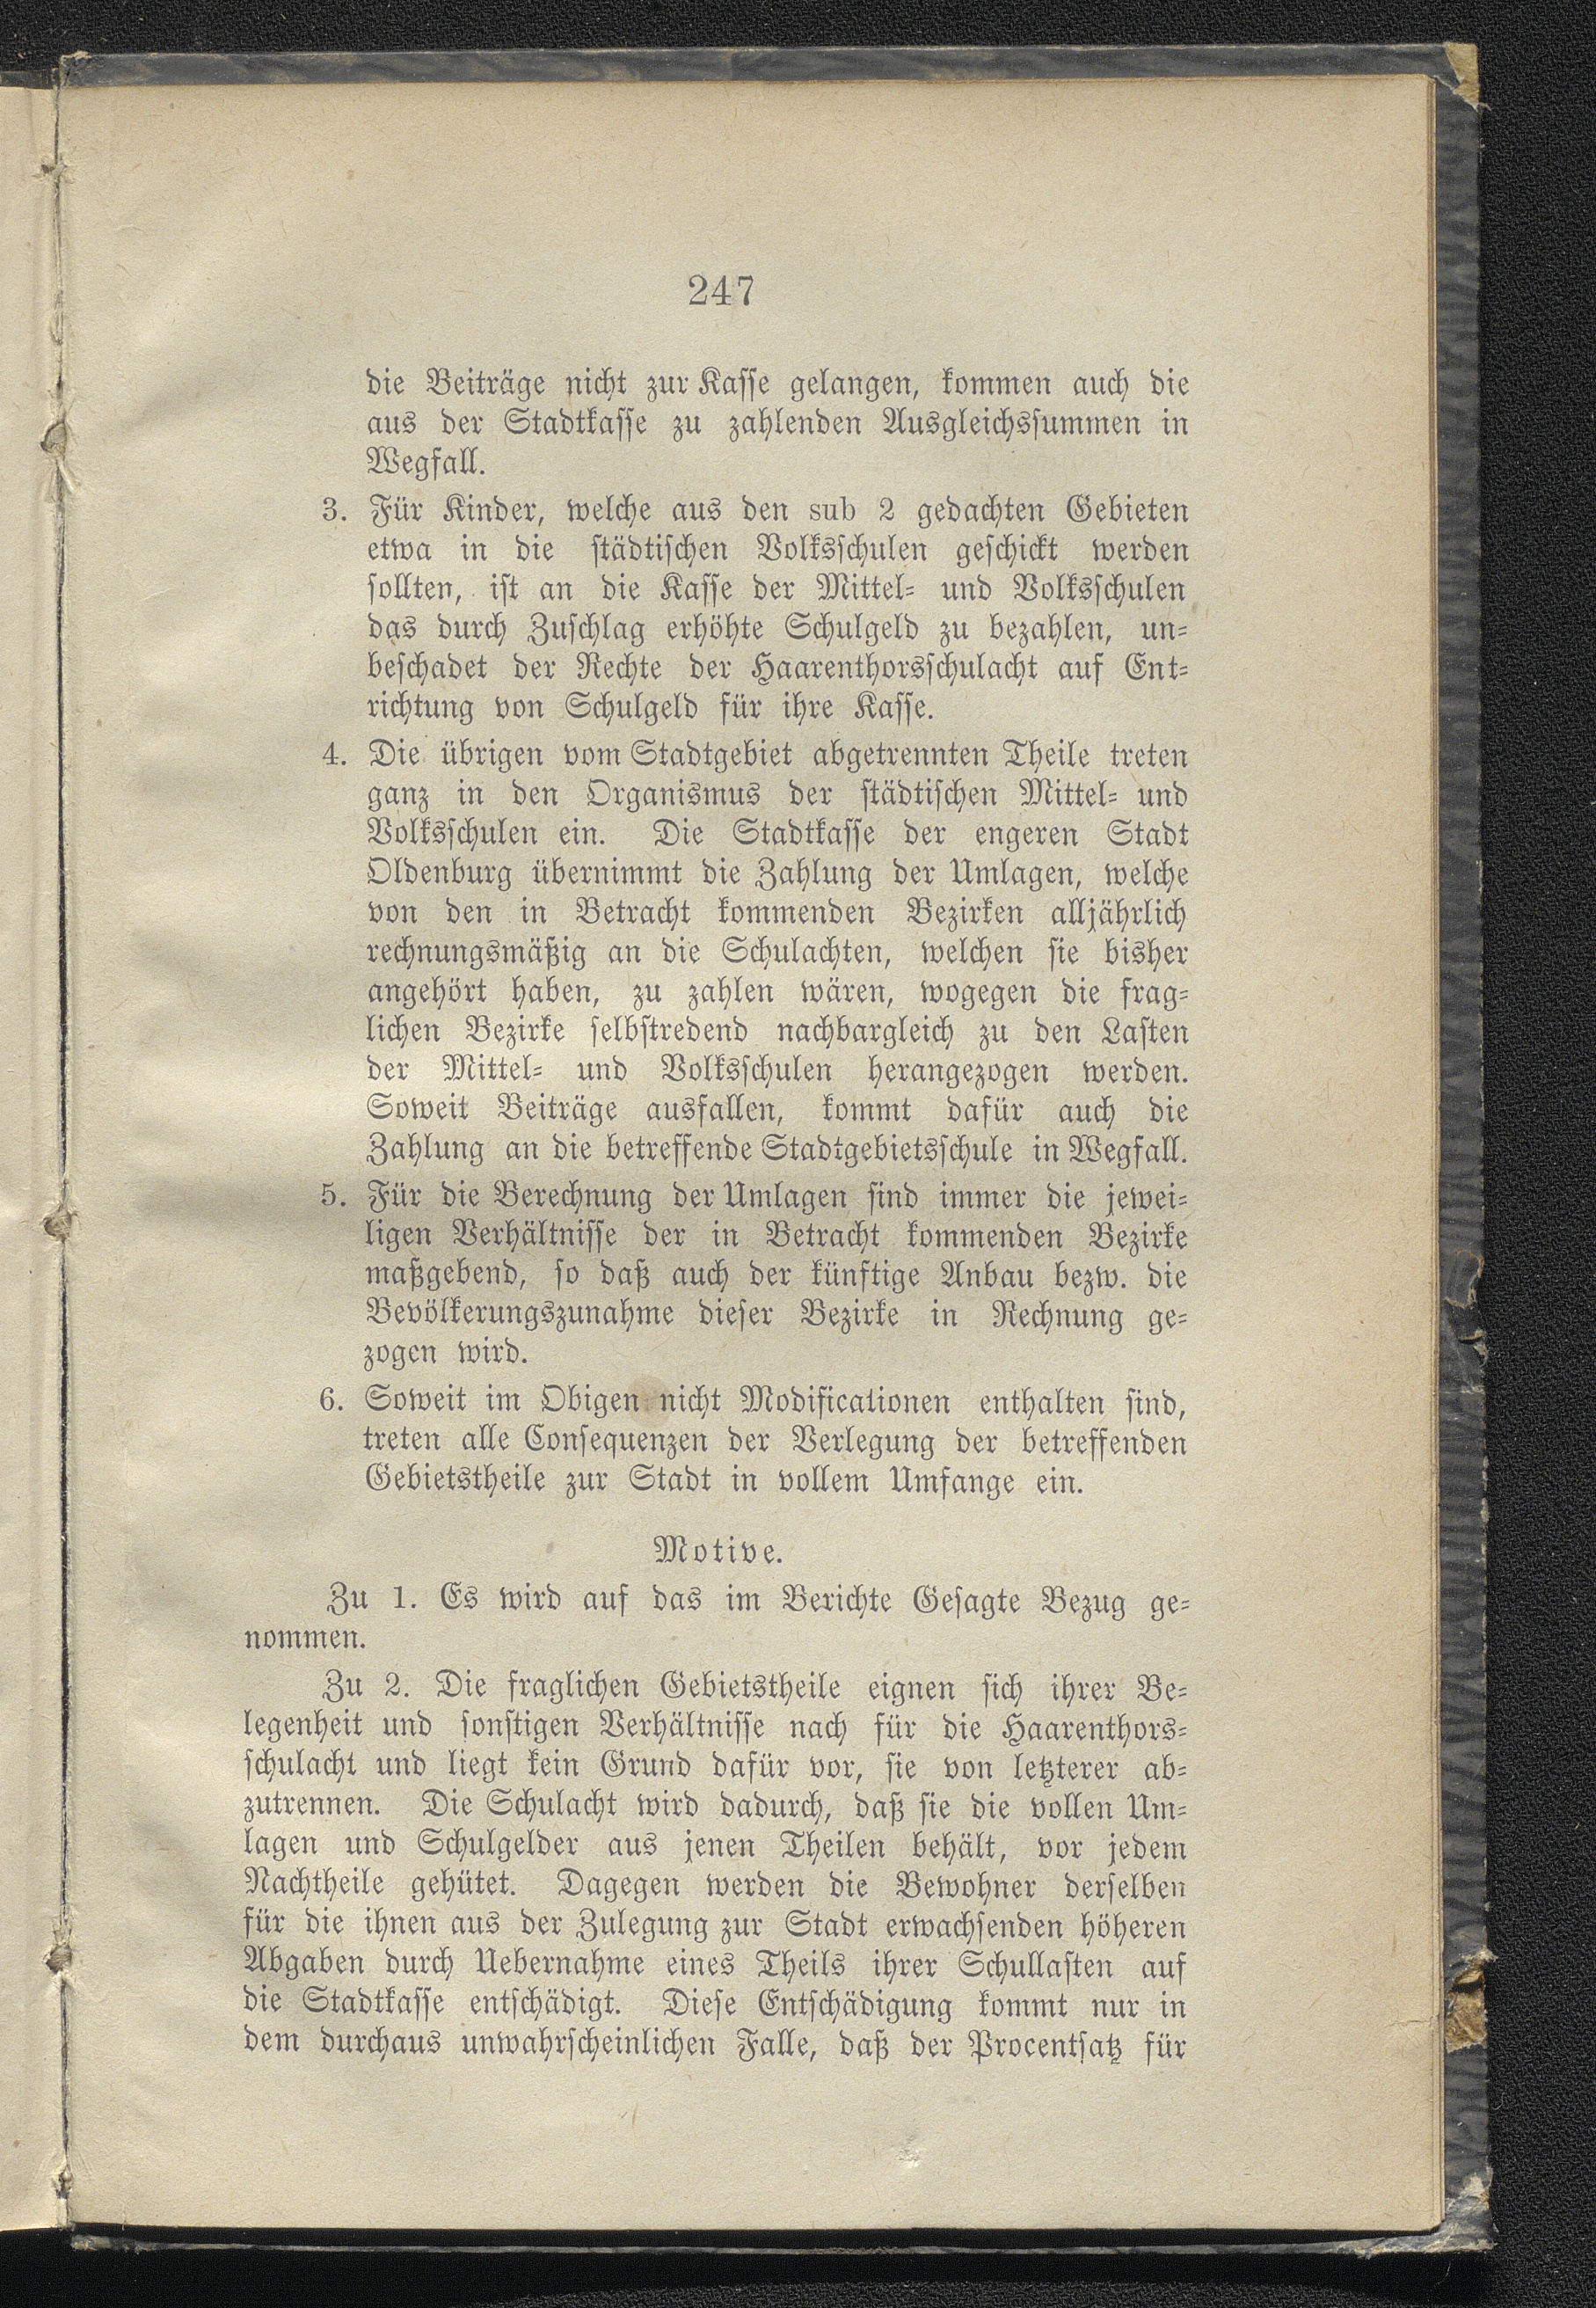 247
die Beiträge nicht zur Kasse gelangen, kommen auch die
aus der Stadtkasse zu zahlenden Ausgleichssummen in
Wegfall.
3. Für Kinder, welche aus den sub 2 gedachten Gebieten
etwa in die städtischen Volksschulen geschickt werden
sollten, ist an die Kasse der Mittel- und Volksschulen
das durch Zuschlag erhöhte Schulgeld zu bezahlen, un-
beschadet der Rechte der Haarenthorsschulacht auf Ent-
richtung von Schulgeld für ihre Kasse.
4. Die übrigen vom Stadtgebiet abgetrennten Theile treten
ganz in den Organismus der städtischen Mittel- und
Volksschulen ein. Die Stadtkasse der engeren Stadt
Oldenburg übernimmt die Zahlung der Umlagen, welche
von den in Betracht kommenden Bezirken alljährlich
rechnungsmäßig an die Schulachten, welchen sie bisher
angehört haben, zu zahlen wären, wogegen die frag-
lichen Bezirke selbstredend nachbargleich zu den Lasten
der Mittel- und Volksschulen herangezogen werden.
Soweit Beiträge ausfallen, kommt dafür auch die
Zahlung an die betreffende Stadtgebietsschule in Wegfall.
5. Für die Berechnung der Umlagen sind immer die jewei-
ligen Verhältnisse der in Betracht kommenden Bezirke
maßgebend, so daß auch der künftige Anbau bezw. die
Bevölkerungszunahme dieser Bezirke in Rechnung ge-
zogen wird.
6. Soweit im Obigen nicht Modificationen enthalten sind,
treten alle Consequenzen der Verlegung der betreffenden
Gebietstheile zur Stadt in vollem Umfange ein.
Motive.
Zu 1. Es wird auf das im Berichte Gesagte Bezug ge-
nommen.
Zu 2. Die fraglichen Gebietstheile eignen sich ihrer Be-
legenheit und sonstigen Verhältnisse nach für die Haarenthors-
schulacht und liegt kein Grund dafür vor, sie von letzterer ab-
zutrennen. Die Schulacht wird dadurch, daß sie die vollen Um-
lagen und Schulgelder aus jenen Theilen behält, vor jedem
Nachtheile gehütet. Dagegen werden die Bewohner derselben
für die ihnen aus der Zulegung zur Stadt erwachsenden höheren
Abgaben durch Uebernahme eines Theils ihrer Schullasten auf
die Stadtkasse entschädigt. Diese Entschädigung kommt nur in
dem durchaus unwahrscheinlichen Falle, daß der Procentsatz für